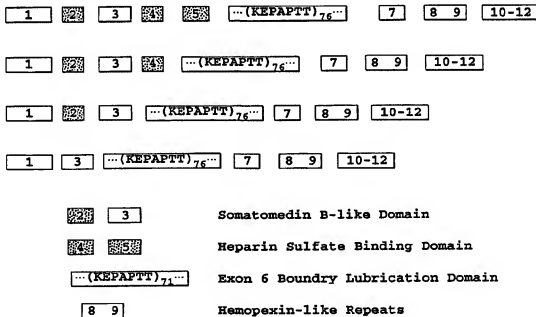 1 2 3 4 5 ···(KEPAPTT)76··· 7 8 9 10-12
1 2 3 4 ···(KEPAPTT)76··· 7 8 9 10-12
1 2 3 ···(KEPAPTT)76··· 7 8 9 10-12
1 3 ···(KEPAPTT)76··· 7 8 9 10-12
2 3 Somatomedin B-like Domain
4 5 Heparin Sulfate Binding Domain
···(KEPAPTT)71··· Exon 6 Boundry Lubrication Domain
8 9 Hemopexin-like Repeats